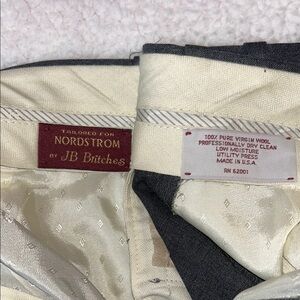 TAILORED FOR
NORDSTROM
BY JB Britches
100% PURE VIRGIN WOOL
PROFESSIONALLY DRY CLEAN
LOW MOISTURE
UTILITY PRESS
MADE IN U.S.A.
RN 62001